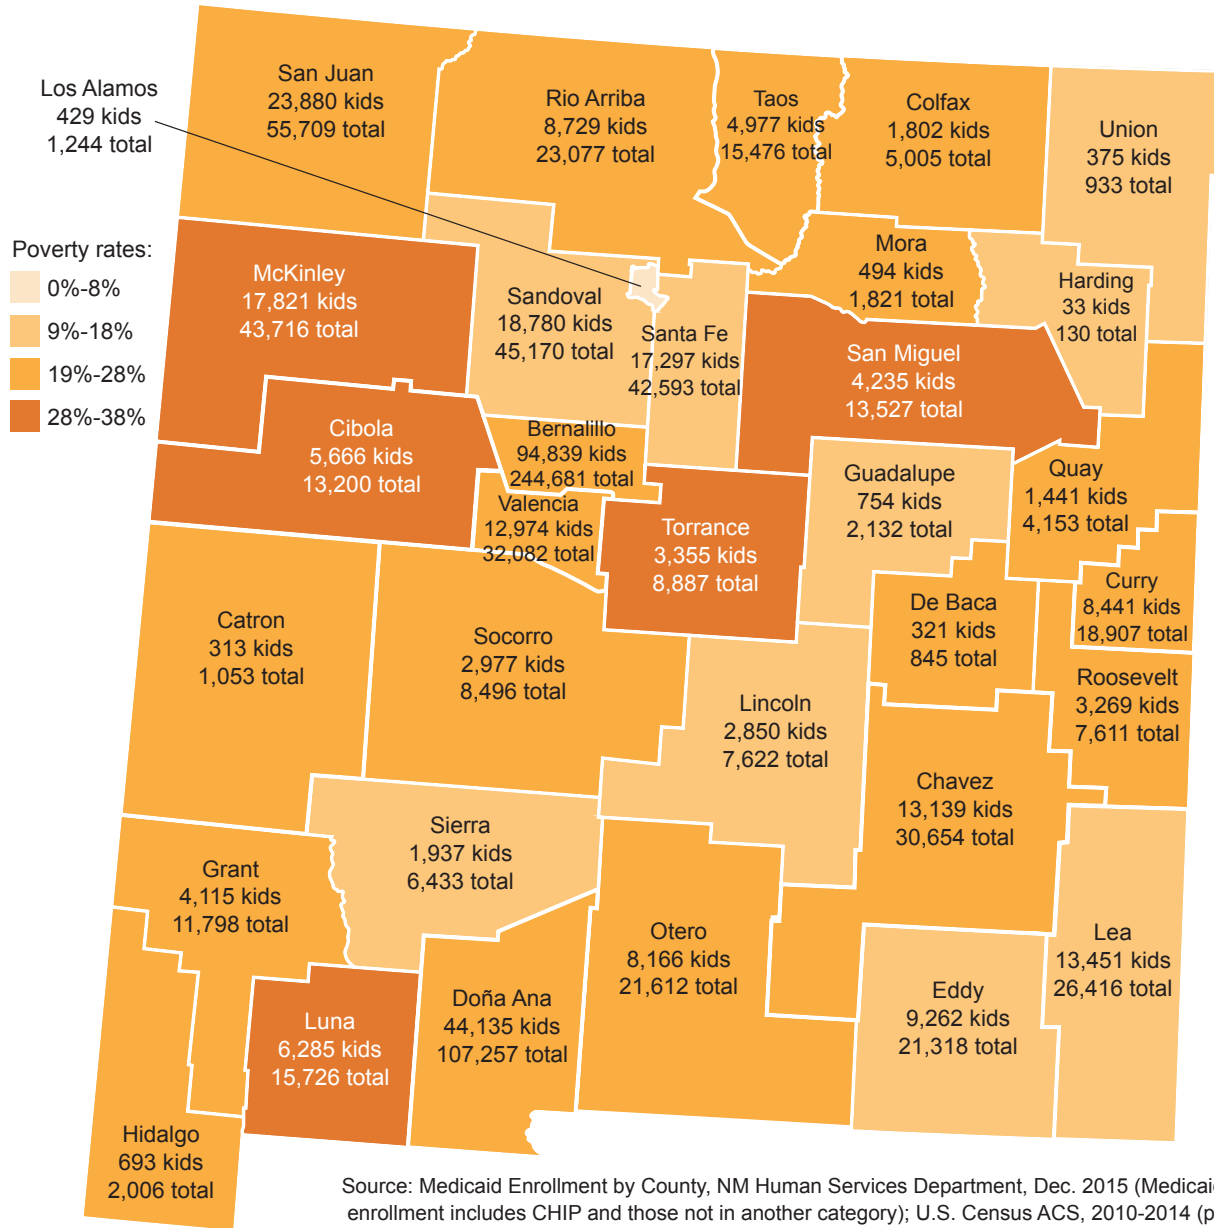 San Juan
23,880 kids
55,709 total
Los Alamos
429 kids
1,244 total
Rio Arriba
8,729 kids
23,077 total
Taos
4,977 kids
15,476 total
Colfax
1,802 kids
5,005 total
Union
375 kids
933 total
Poverty rates:
0%-8%
9%-18%
19%-28%
28%-38%
McKinley
17,821 kids
43,716 total
Sandoval
18,780 kids
45,170 total
Santa Fe
17,297 kids
42,593 total
Mora
494 kids
1,821 total
Harding
33 kids
130 total
San Miguel
4,235 kids
13,527 total
Cibola
5,666 kids
13,200 total
Bernalillo
94,839 kids
244,681 total
Valencia
12,974 kids
32,082 total
Torrance
3,355 kids
8,887 total
Guadalupe
754 kids
2,132 total
Quay
1,441 kids
4,153 total
Curry
8,441 kids
18,907 total
Catron
313 kids
1,053 total
Socorro
2,977 kids
8,496 total
De Baca
321 kids
845 total
Roosevelt
3,269 kids
7,611 total
Lincoln
2,850 kids
7,622 total
Chavez
13,139 kids
30,654 total
Sierra
1,937 kids
6,433 total
Grant
4,115 kids
11,798 total
Otero
8,166 kids
21,612 total
Lea
13,451 kids
26,416 total
Eddy
9,262 kids
21,318 total
Doña Ana
44,135 kids
107,257 total
Luna
6,285 kids
15,726 total
Hidalgo
693 kids
2,006 total
Source: Medicaid Enrollment by County, NM Human Services Department, Dec. 2015 (Medicaid
enrollment includes CHIP and those not in another category); U.S. Census ACS, 2010-2014 (p